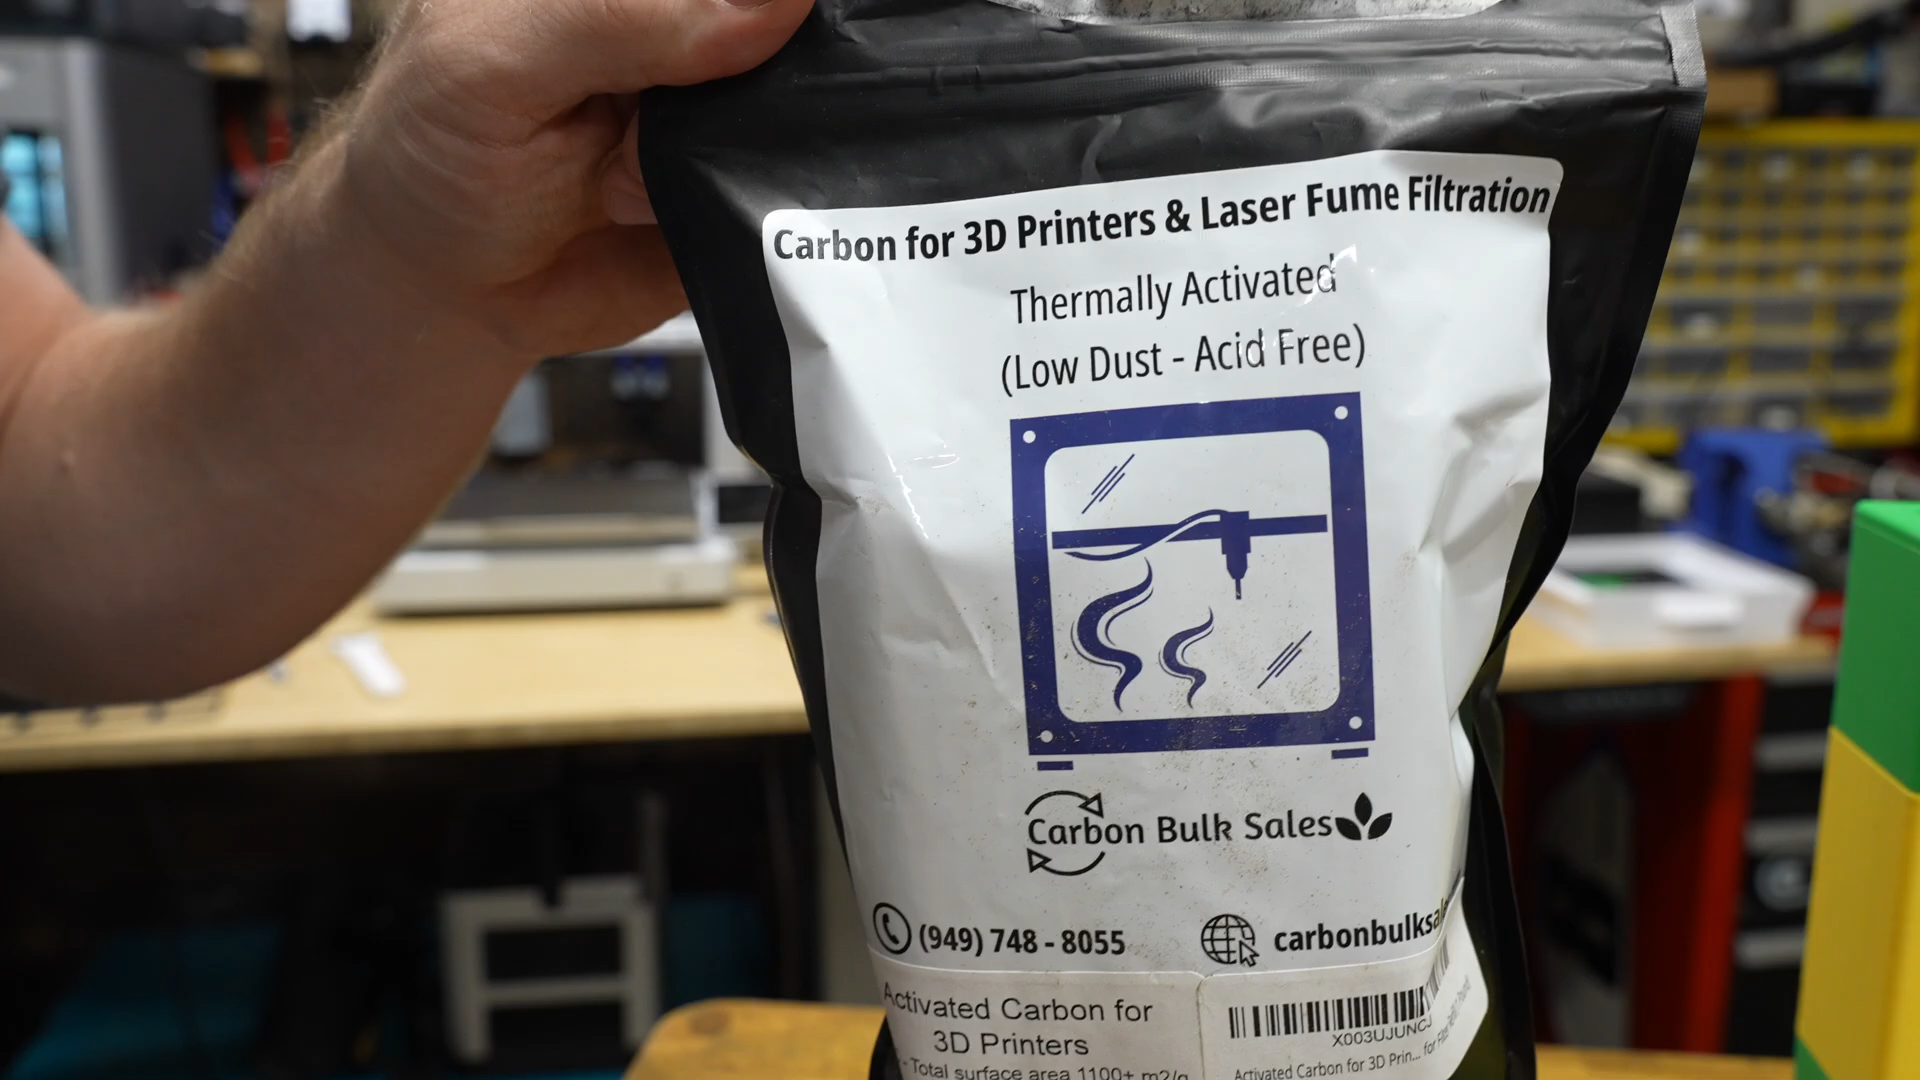 Carbon for 3D Printers & Laser Fume Filtration
Thermally Activated
(Low Dust - Acid Free)
Carbon Bulk Sales
(949) 748 - 8055
carbonbulksal
Activated Carbon for
3D Printers
- Total surface area 1100+ m2/g
X003UJUNCJ
Activated Carbon for 3D Prin... for